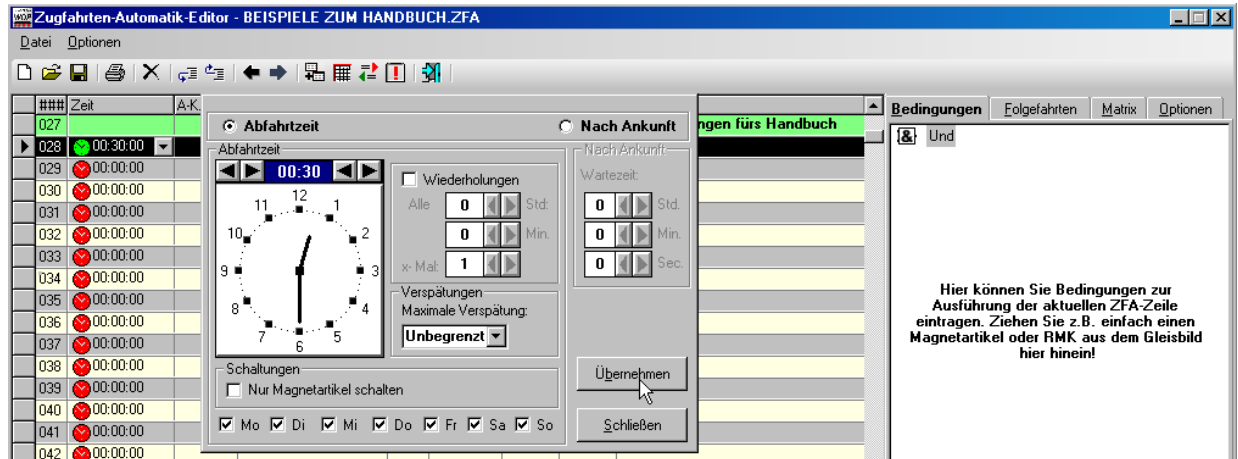 WDP Zugfahrten-Automatik-Editor - BEISPIELE ZUM HANDBUCH.ZFA
Datei Optionen
### Zeit A-K.
027 ngen fürs Handbuch
028 00:30:00
029 00:00:00
030 00:00:00
031 00:00:00
032 00:00:00
033 00:00:00
034 00:00:00
035 00:00:00
036 00:00:00
037 00:00:00
038 00:00:00
039 00:00:00
040 00:00:00
041 00:00:00
042 00:00:00
Abfahrtzeit Nach Ankunft
Abfahrtzeit
00:30
12
11 1
10 2
9 3
8 4
7 5
6
Wiederholungen
Alle 0 Std:
0 Min.
x- Mal: 1
Verspätungen
Maximale Verspätung:
Unbegrenzt
Nach Ankunft
Wartezeit:
0 Std.
0 Min.
0 Sec.
Schaltungen
Nur Magnetartikel schalten
Mo Di Mi Do Fr Sa So
Übernehmen
Schließen
Bedingungen Folgefahrten Matrix Optionen
{&} Und
Hier können Sie Bedingungen zur
Ausführung der aktuellen ZFA-Zeile
eintragen. Ziehen Sie z.B. einfach einen
Magnetartikel oder RMK aus dem Gleisbild
hier hinein!